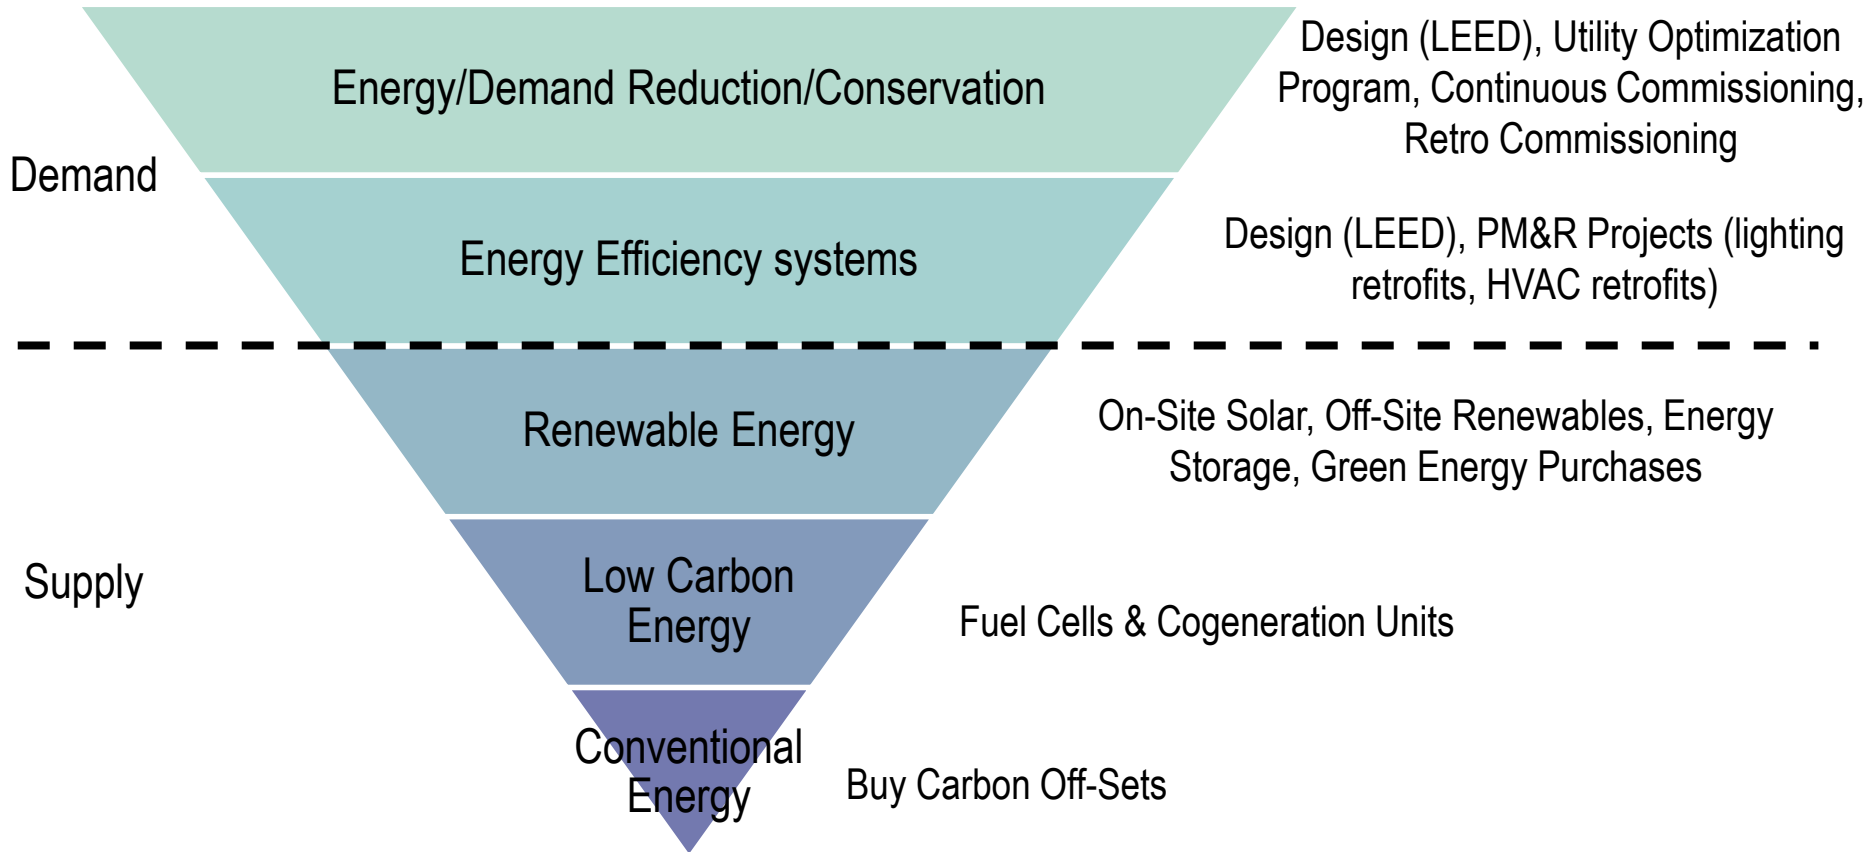 Energy/Demand Reduction/Conservation
Design (LEED), Utility Optimization
Program, Continuous Commissioning,
Retro Commissioning
Demand
Energy Efficiency systems
Design (LEED), PM&R Projects (lighting
retrofits, HVAC retrofits)
Renewable Energy
On-Site Solar, Off-Site Renewables, Energy
Storage, Green Energy Purchases
Supply
Low Carbon
Energy
Fuel Cells & Cogeneration Units
Conventional
Energy
Buy Carbon Off-Sets